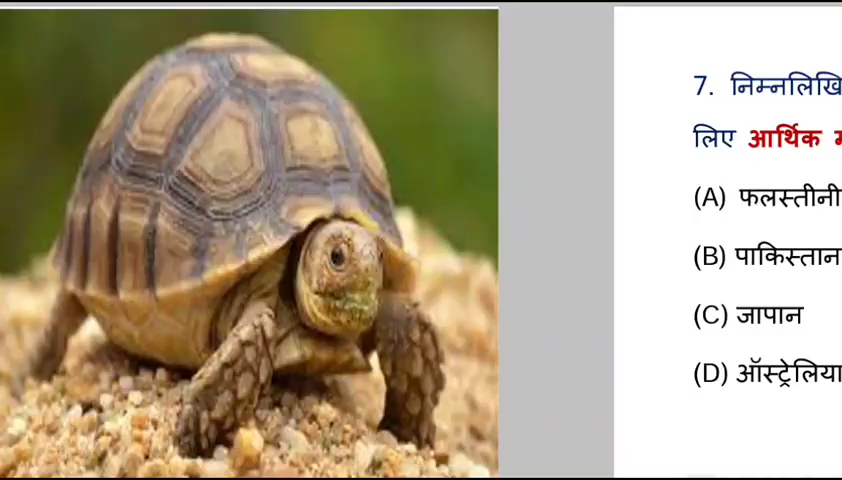 7. निम्नलिखि
लिए आर्थिक
(A) फलस्तीनी
(B) पाकिस्तान
(C) जापान
(D) ऑस्ट्रेलिया